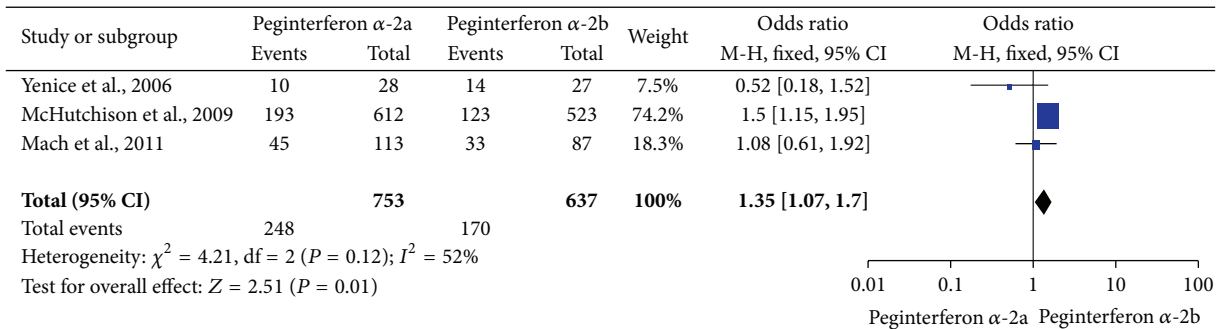 Study or subgroup Peginterferon α-2a Peginterferon α-2b Weight Odds ratio Odds ratio
Events Total Events Total M-H, fixed, 95% CI M-H, fixed, 95% CI
Yenice et al., 2006 10 28 14 27 7.5% 0.52 [0.18, 1.52]
McHutchison et al., 2009 193 612 123 523 74.2% 1.5 [1.15, 1.95]
Mach et al., 2011 45 113 33 87 18.3% 1.08 [0.61, 1.92]
Total (95% CI) 753 637 100% 1.35 [1.07, 1.7]
Total events 248 170
Heterogeneity: χ² = 4.21, df = 2 (P = 0.12); I² = 52%
Test for overall effect: Z = 2.51 (P = 0.01)
0.01 0.1 1 10 100
Peginterferon α-2a Peginterferon α-2b